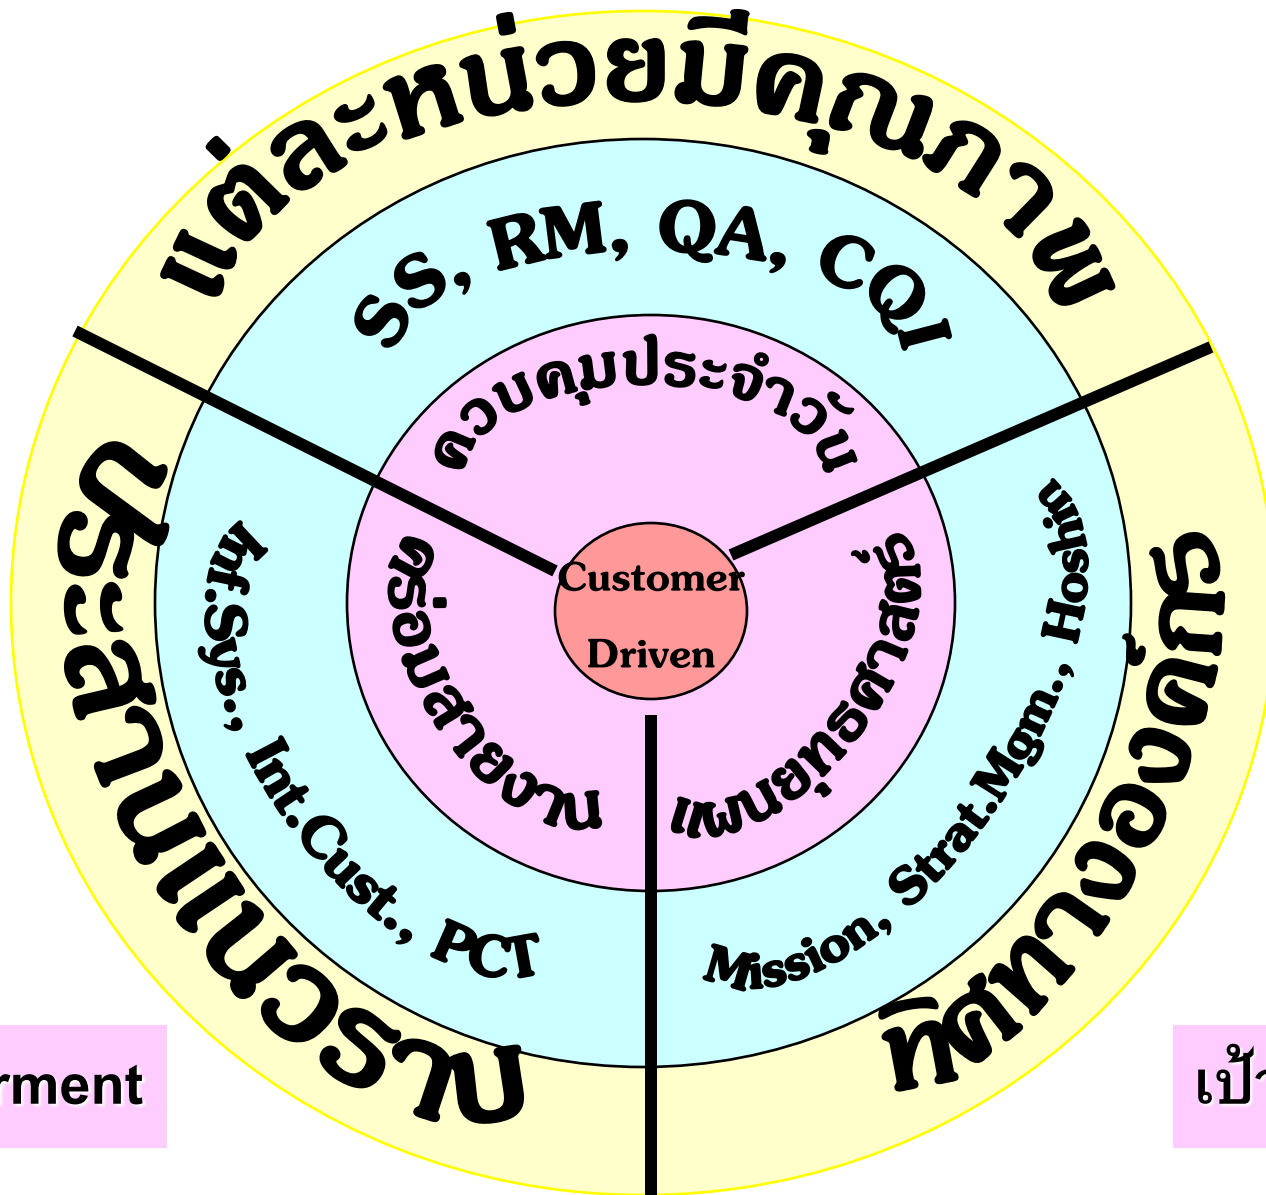 แต่ละหน่วยมีคุณภาพ
SS, RM, QA, CQI
ควบคุมประจำวัน
ประสานแนวราบ
Inf.Sys., Int.Cust., PCT
คร่อมสายงาน
Customer
Driven
แผนยุทธศาสตร์
Mission, Strat.Mgm., Hoshin
ทิศทางองค์กร
rment
เป้า